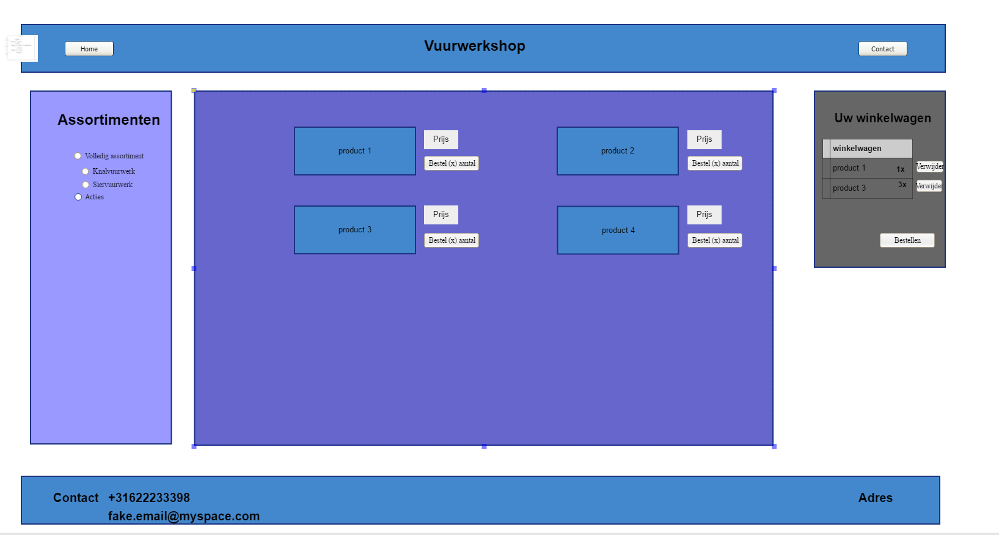 Home
Vuurwerkshop
Contact
Assortimenten
Volledig assortiment
Knalvuurwerk
Siervuurwerk
Acties
product 1
Prijs
Bestel (x) aantal
product 2
Prijs
Bestel (x) aantal
product 3
Prijs
Bestel (x) aantal
product 4
Prijs
Bestel (x) aantal
Uw winkelwagen
winkelwagen
product 1 1x Verwijder
product 3 3x Verwijder
Bestellen
Contact +31622233398
fake.email@myspace.com
Adres